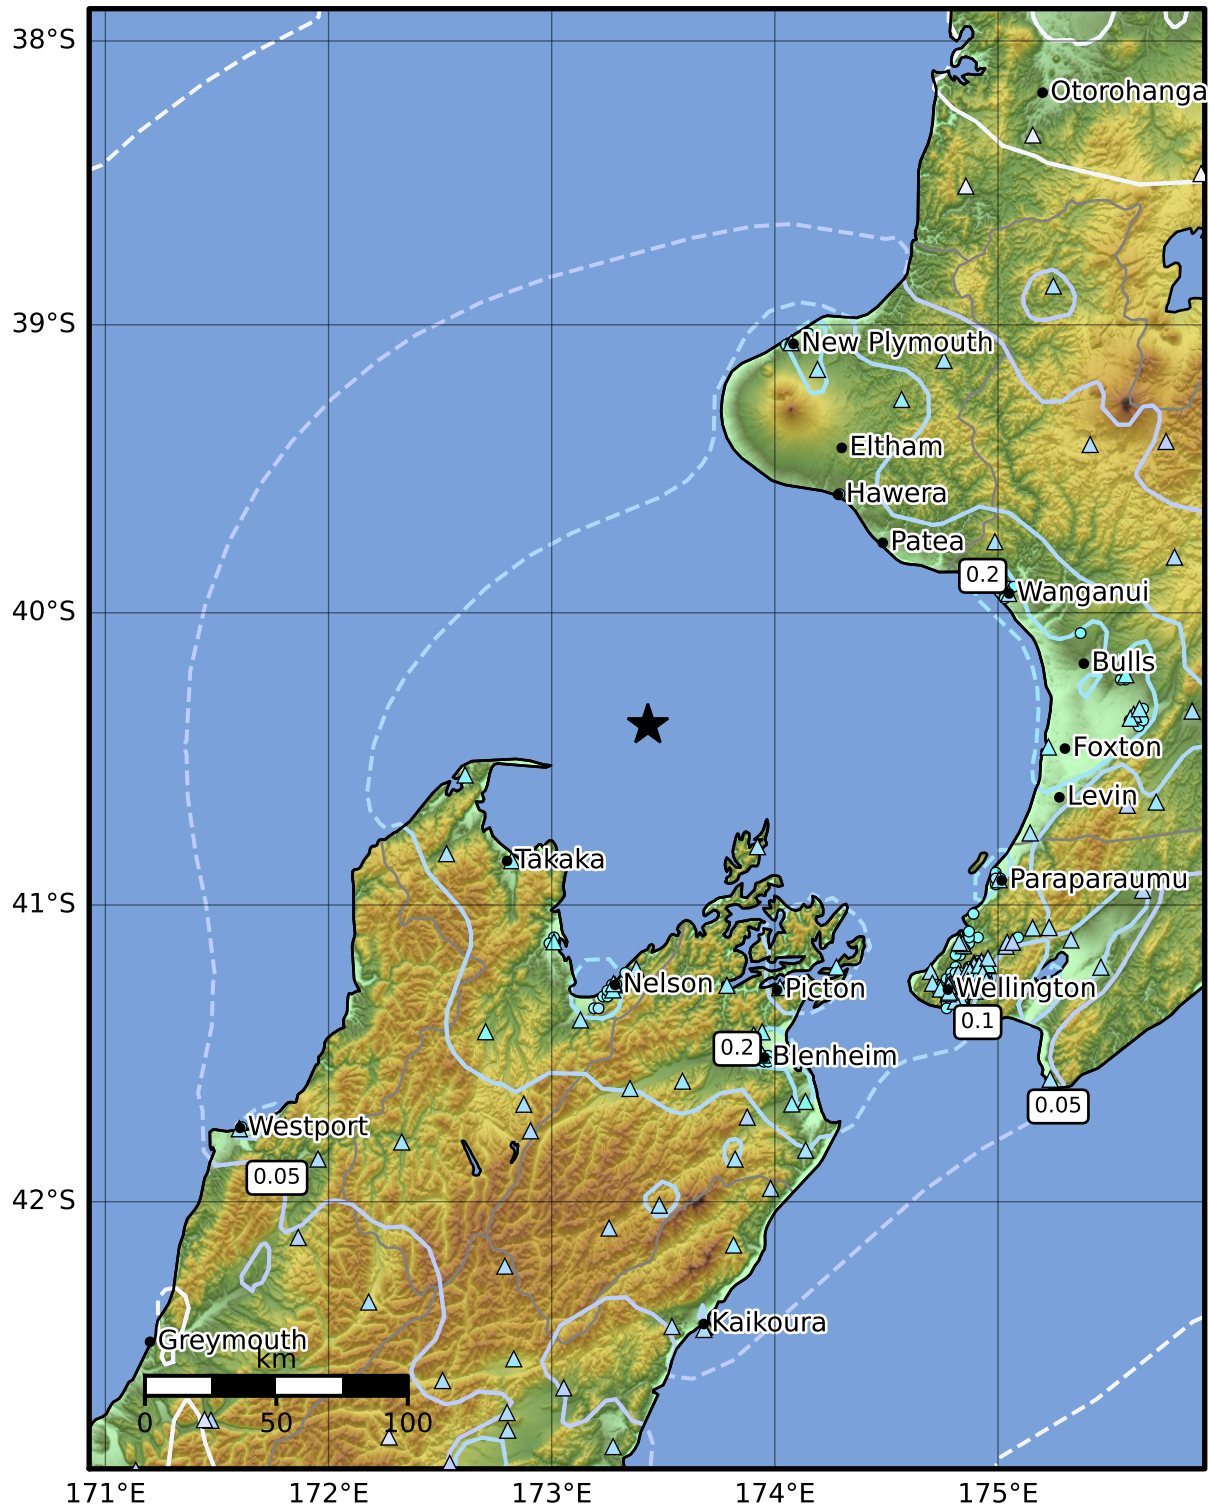 38°S
Otorohanga
39°S
New Plymouth
Eltham
Hawera
Patea
0.2
Wanganui
40°S
Bulls
Foxton
Levin
Takaka
Paraparaumu
41°S
Nelson
Picton
Wellington
0.1
0.2
Blenheim
0.05
Westport
0.05
42°S
Kaikoura
Greymouth
km
0 50 100
171°E 172°E 173°E 174°E 175°E